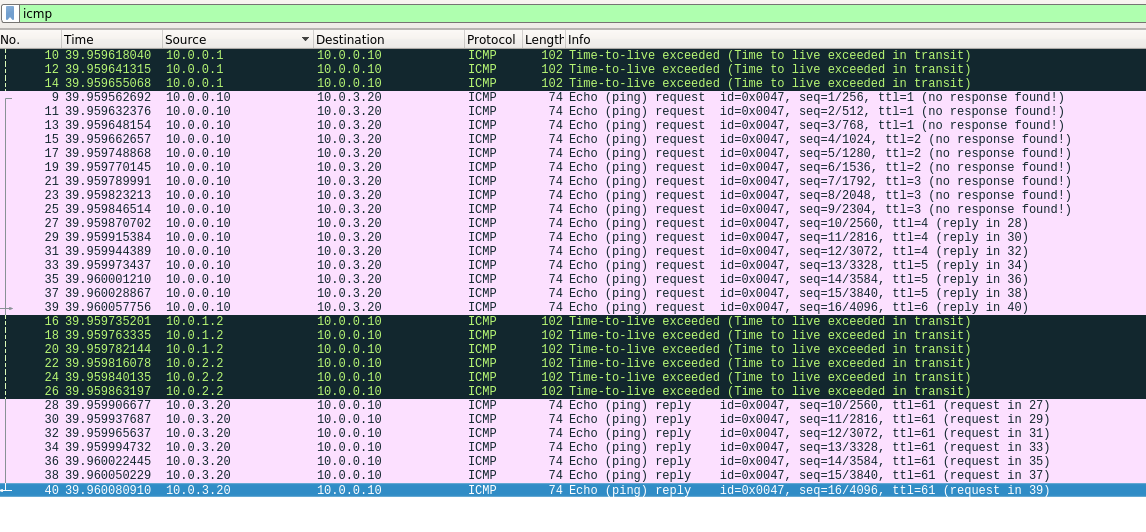 icmp
No. Time Source Destination Protocol Length Info
10 39.959618040 10.0.0.1 10.0.0.10 ICMP 102 Time-to-live exceeded (Time to live exceeded in transit)
12 39.959641315 10.0.0.1 10.0.0.10 ICMP 102 Time-to-live exceeded (Time to live exceeded in transit)
14 39.959655068 10.0.0.1 10.0.0.10 ICMP 102 Time-to-live exceeded (Time to live exceeded in transit)
9 39.959562692 10.0.0.10 10.0.3.20 ICMP 74 Echo (ping) request id=0x0047, seq=1/256, ttl=1 (no response found!)
11 39.959632376 10.0.0.10 10.0.3.20 ICMP 74 Echo (ping) request id=0x0047, seq=2/512, ttl=1 (no response found!)
13 39.959648154 10.0.0.10 10.0.3.20 ICMP 74 Echo (ping) request id=0x0047, seq=3/768, ttl=1 (no response found!)
15 39.959662657 10.0.0.10 10.0.3.20 ICMP 74 Echo (ping) request id=0x0047, seq=4/1024, ttl=2 (no response found!)
17 39.959748868 10.0.0.10 10.0.3.20 ICMP 74 Echo (ping) request id=0x0047, seq=5/1280, ttl=2 (no response found!)
19 39.959770145 10.0.0.10 10.0.3.20 ICMP 74 Echo (ping) request id=0x0047, seq=6/1536, ttl=2 (no response found!)
21 39.959789991 10.0.0.10 10.0.3.20 ICMP 74 Echo (ping) request id=0x0047, seq=7/1792, ttl=3 (no response found!)
23 39.959823213 10.0.0.10 10.0.3.20 ICMP 74 Echo (ping) request id=0x0047, seq=8/2048, ttl=3 (no response found!)
25 39.959846514 10.0.0.10 10.0.3.20 ICMP 74 Echo (ping) request id=0x0047, seq=9/2304, ttl=3 (no response found!)
27 39.959870702 10.0.0.10 10.0.3.20 ICMP 74 Echo (ping) request id=0x0047, seq=10/2560, ttl=4 (reply in 28)
29 39.959915384 10.0.0.10 10.0.3.20 ICMP 74 Echo (ping) request id=0x0047, seq=11/2816, ttl=4 (reply in 30)
31 39.959944389 10.0.0.10 10.0.3.20 ICMP 74 Echo (ping) request id=0x0047, seq=12/3072, ttl=4 (reply in 32)
33 39.959973437 10.0.0.10 10.0.3.20 ICMP 74 Echo (ping) request id=0x0047, seq=13/3328, ttl=5 (reply in 34)
35 39.960001210 10.0.0.10 10.0.3.20 ICMP 74 Echo (ping) request id=0x0047, seq=14/3584, ttl=5 (reply in 36)
37 39.960028867 10.0.0.10 10.0.3.20 ICMP 74 Echo (ping) request id=0x0047, seq=15/3840, ttl=5 (reply in 38)
39 39.960057756 10.0.0.10 10.0.3.20 ICMP 74 Echo (ping) request id=0x0047, seq=16/4096, ttl=6 (reply in 40)
16 39.959735201 10.0.1.2 10.0.0.10 ICMP 102 Time-to-live exceeded (Time to live exceeded in transit)
18 39.959763335 10.0.1.2 10.0.0.10 ICMP 102 Time-to-live exceeded (Time to live exceeded in transit)
20 39.959782144 10.0.1.2 10.0.0.10 ICMP 102 Time-to-live exceeded (Time to live exceeded in transit)
22 39.959816078 10.0.2.2 10.0.0.10 ICMP 102 Time-to-live exceeded (Time to live exceeded in transit)
24 39.959840135 10.0.2.2 10.0.0.10 ICMP 102 Time-to-live exceeded (Time to live exceeded in transit)
26 39.959863197 10.0.2.2 10.0.0.10 ICMP 102 Time-to-live exceeded (Time to live exceeded in transit)
28 39.959906677 10.0.3.20 10.0.0.10 ICMP 74 Echo (ping) reply id=0x0047, seq=10/2560, ttl=61 (request in 27)
30 39.959937687 10.0.3.20 10.0.0.10 ICMP 74 Echo (ping) reply id=0x0047, seq=11/2816, ttl=61 (request in 29)
32 39.959965637 10.0.3.20 10.0.0.10 ICMP 74 Echo (ping) reply id=0x0047, seq=12/3072, ttl=61 (request in 31)
34 39.959994732 10.0.3.20 10.0.0.10 ICMP 74 Echo (ping) reply id=0x0047, seq=13/3328, ttl=61 (request in 33)
36 39.960022445 10.0.3.20 10.0.0.10 ICMP 74 Echo (ping) reply id=0x0047, seq=14/3584, ttl=61 (request in 35)
38 39.960050229 10.0.3.20 10.0.0.10 ICMP 74 Echo (ping) reply id=0x0047, seq=15/3840, ttl=61 (request in 37)
40 39.960080910 10.0.3.20 10.0.0.10 ICMP 74 Echo (ping) reply id=0x0047, seq=16/4096, ttl=61 (request in 39)